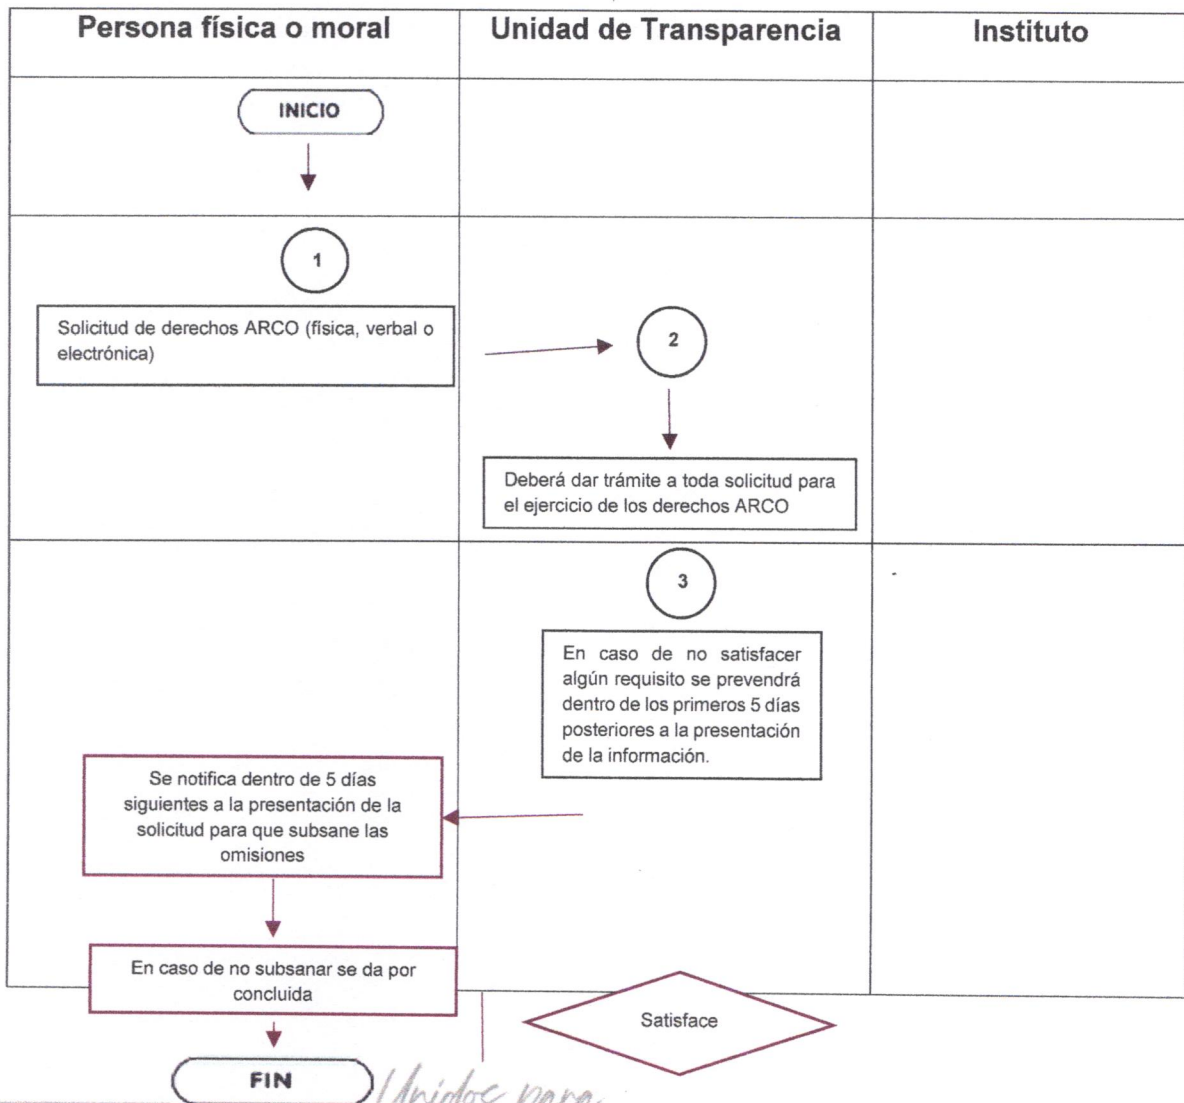 Persona física o moral
Unidad de Transparencia
Instituto
INICIO
1
Solicitud de derechos ARCO (física, verbal o
electrónica)
2
Deberá dar trámite a toda solicitud para
el ejercicio de los derechos ARCO
3
En caso de no satisfacer
algún requisito se prevendrá
dentro de los primeros 5 días
posteriores a la presentación
de la información.
Se notifica dentro de 5 días
siguientes a la presentación de la
solicitud para que subsane las
omisiones
En caso de no subsanar se da por
concluida
Satisface
FIN
Unidos para